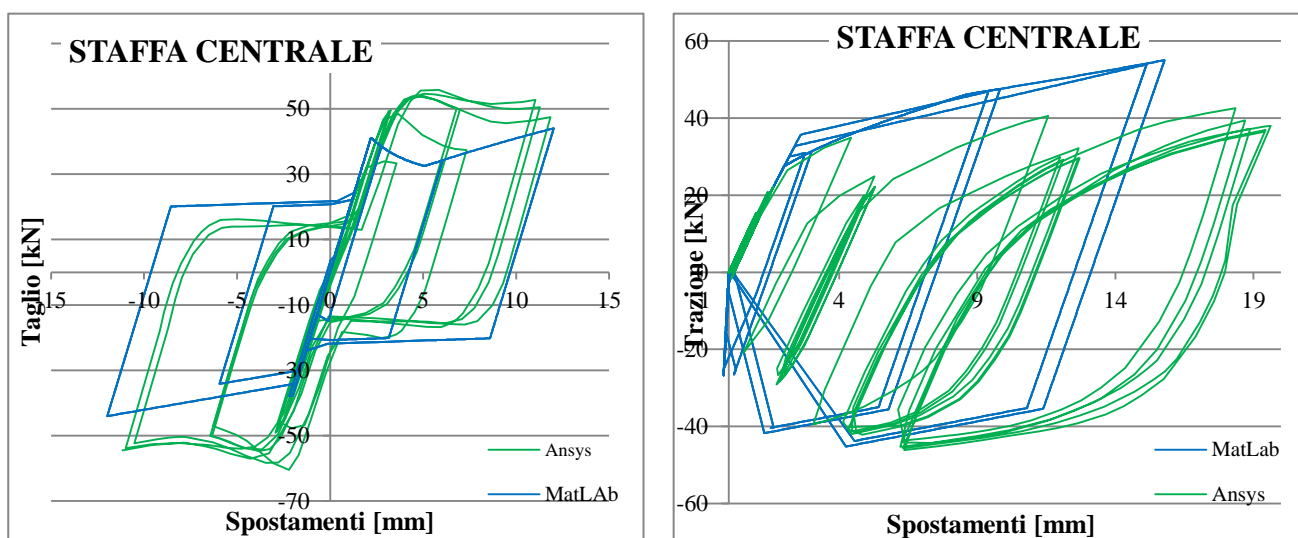 STAFFA CENTRALE
50
30
10
-15 -10 -5 0 5 10 15
-10
-30
-50
-70
Taglio [kN]
Spostamenti [mm]
Ansys
MatLAb
STAFFA CENTRALE
60
40
20
0
-1 4 9 14 19
-20
-40
-60
Trazione [kN]
Spostamenti [mm]
MatLab
Ansys